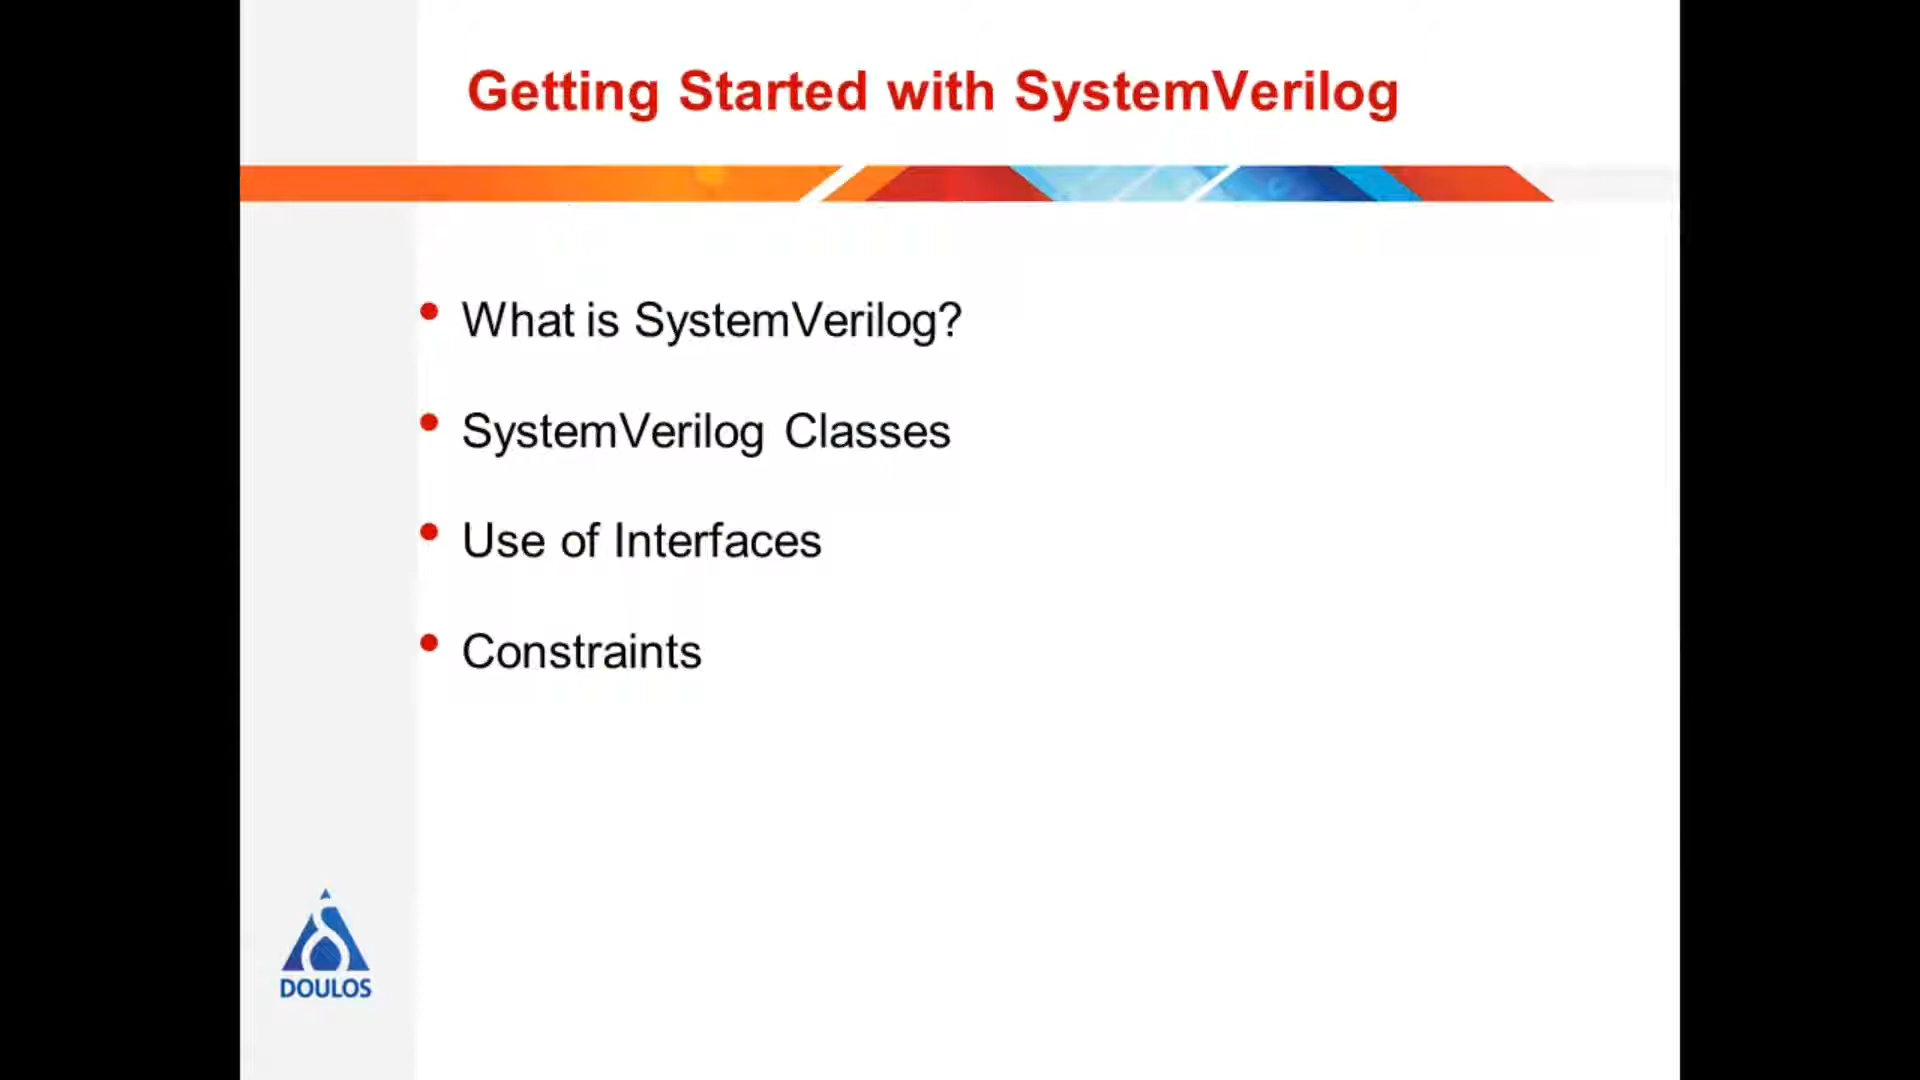 Getting Started with SystemVerilog
What is SystemVerilog?
SystemVerilog Classes
Use of Interfaces
Constraints
DOULOS